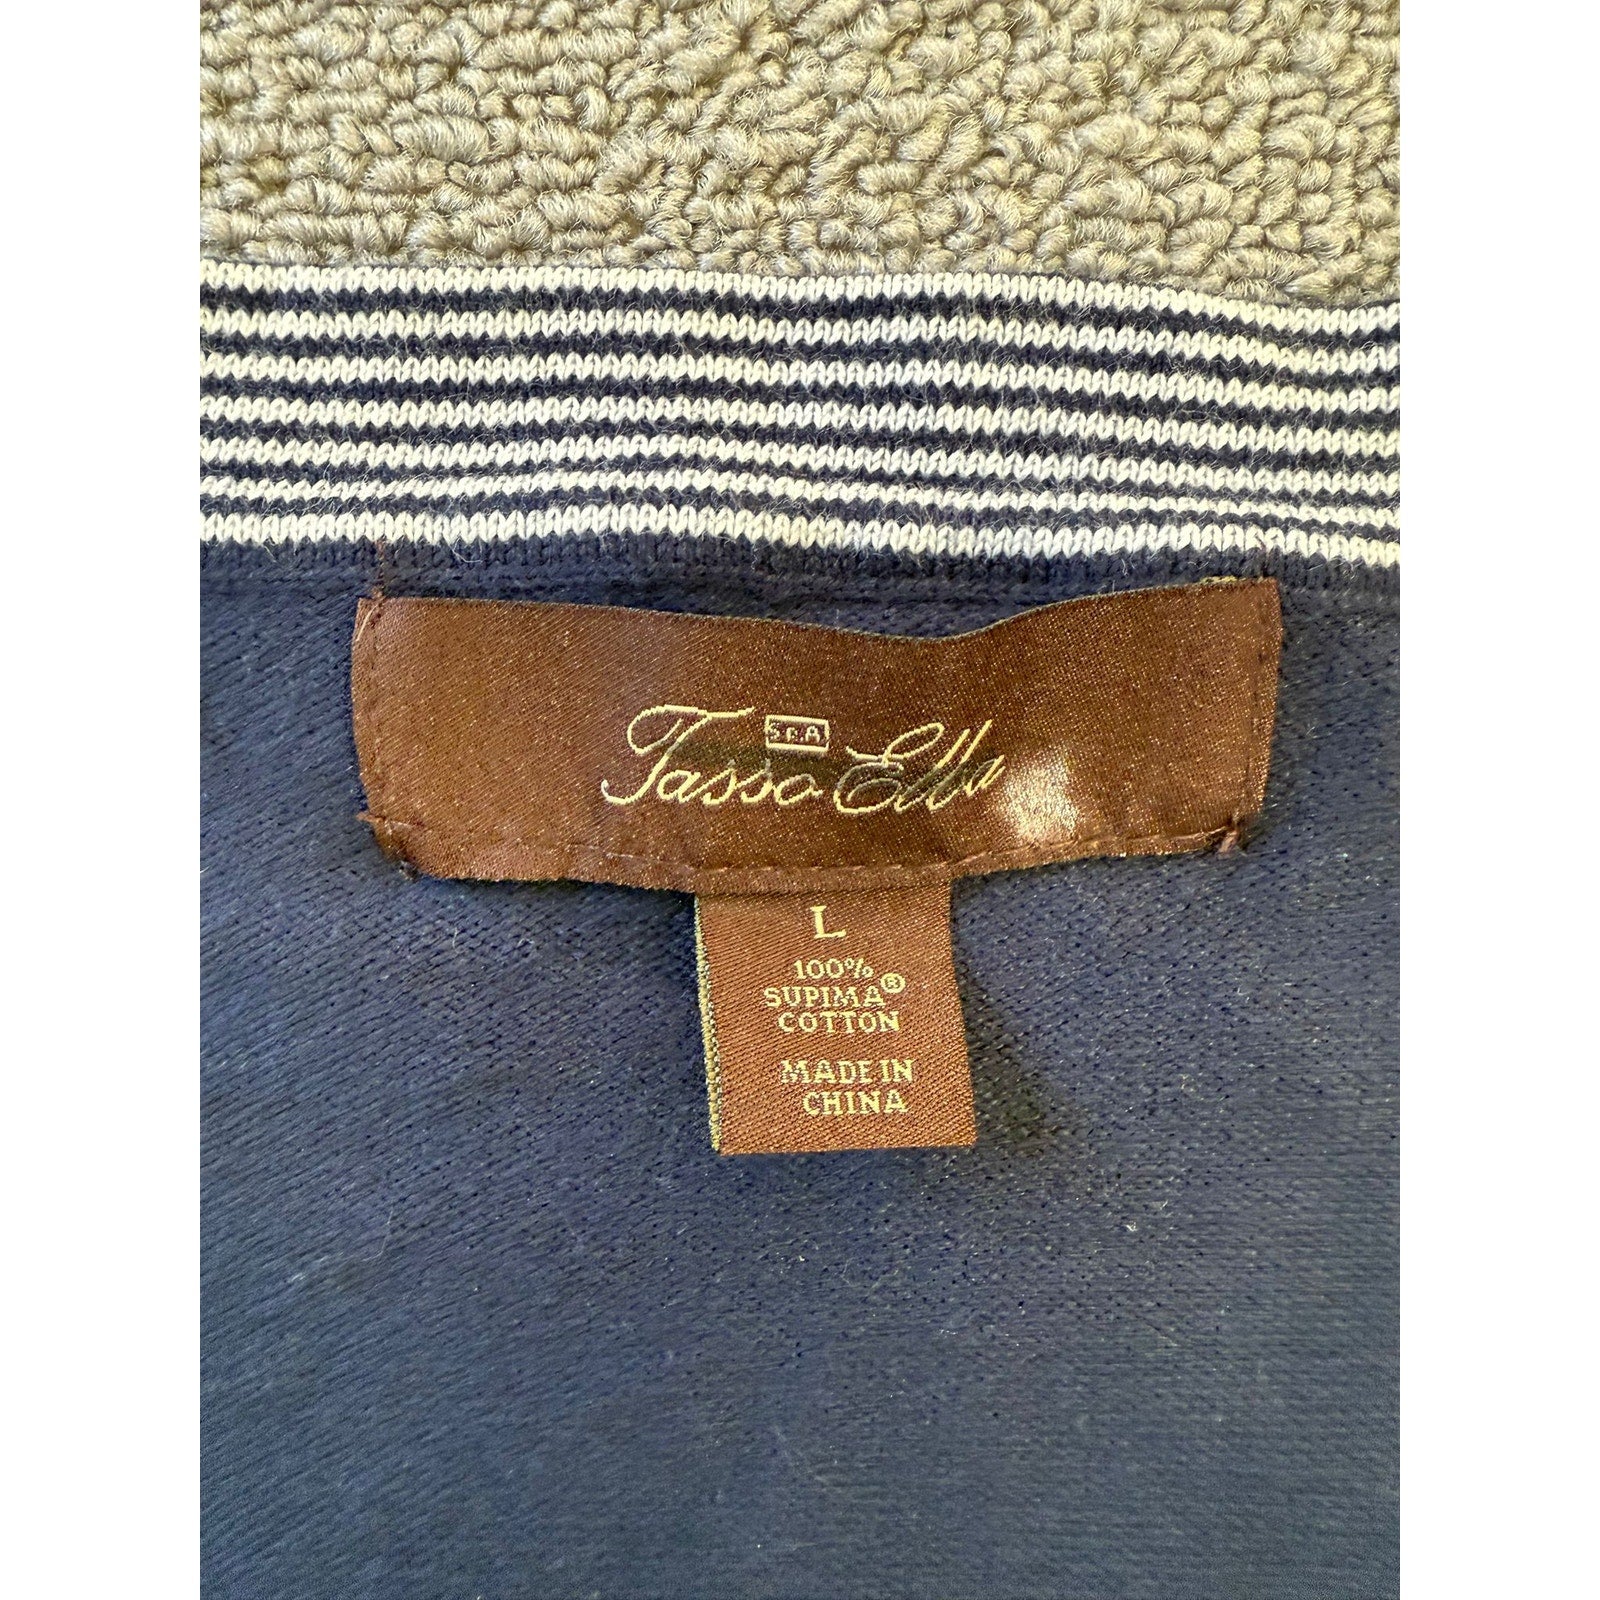 S.P.A.
Tasso Elba
L
100%
SUPIMA®
COTTON
MADE IN
CHINA